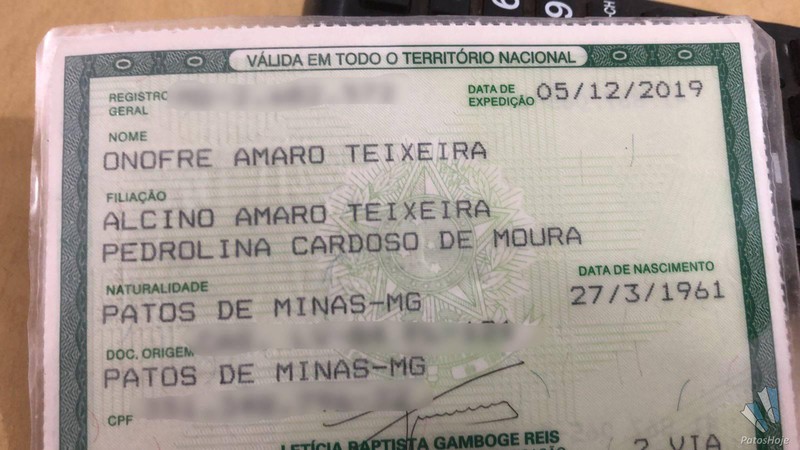 VÁLIDA EM TODO O TERRITÓRIO NACIONAL
REGISTRO GERAL
DATA DE EXPEDIÇÃO 05/12/2019
NOME
ONOFRE AMARO TEIXEIRA
FILIAÇÃO
ALCINO AMARO TEIXEIRA
PEDROLINA CARDOSO DE MOURA
NATURALIDADE
DATA DE NASCIMENTO
PATOS DE MINAS-MG
27/3/1961
DOC. ORIGEM
PATOS DE MINAS-MG
CPF
LETÍCIA BAPTISTA GAMBOGE REIS
2 VIA
PatosHoje